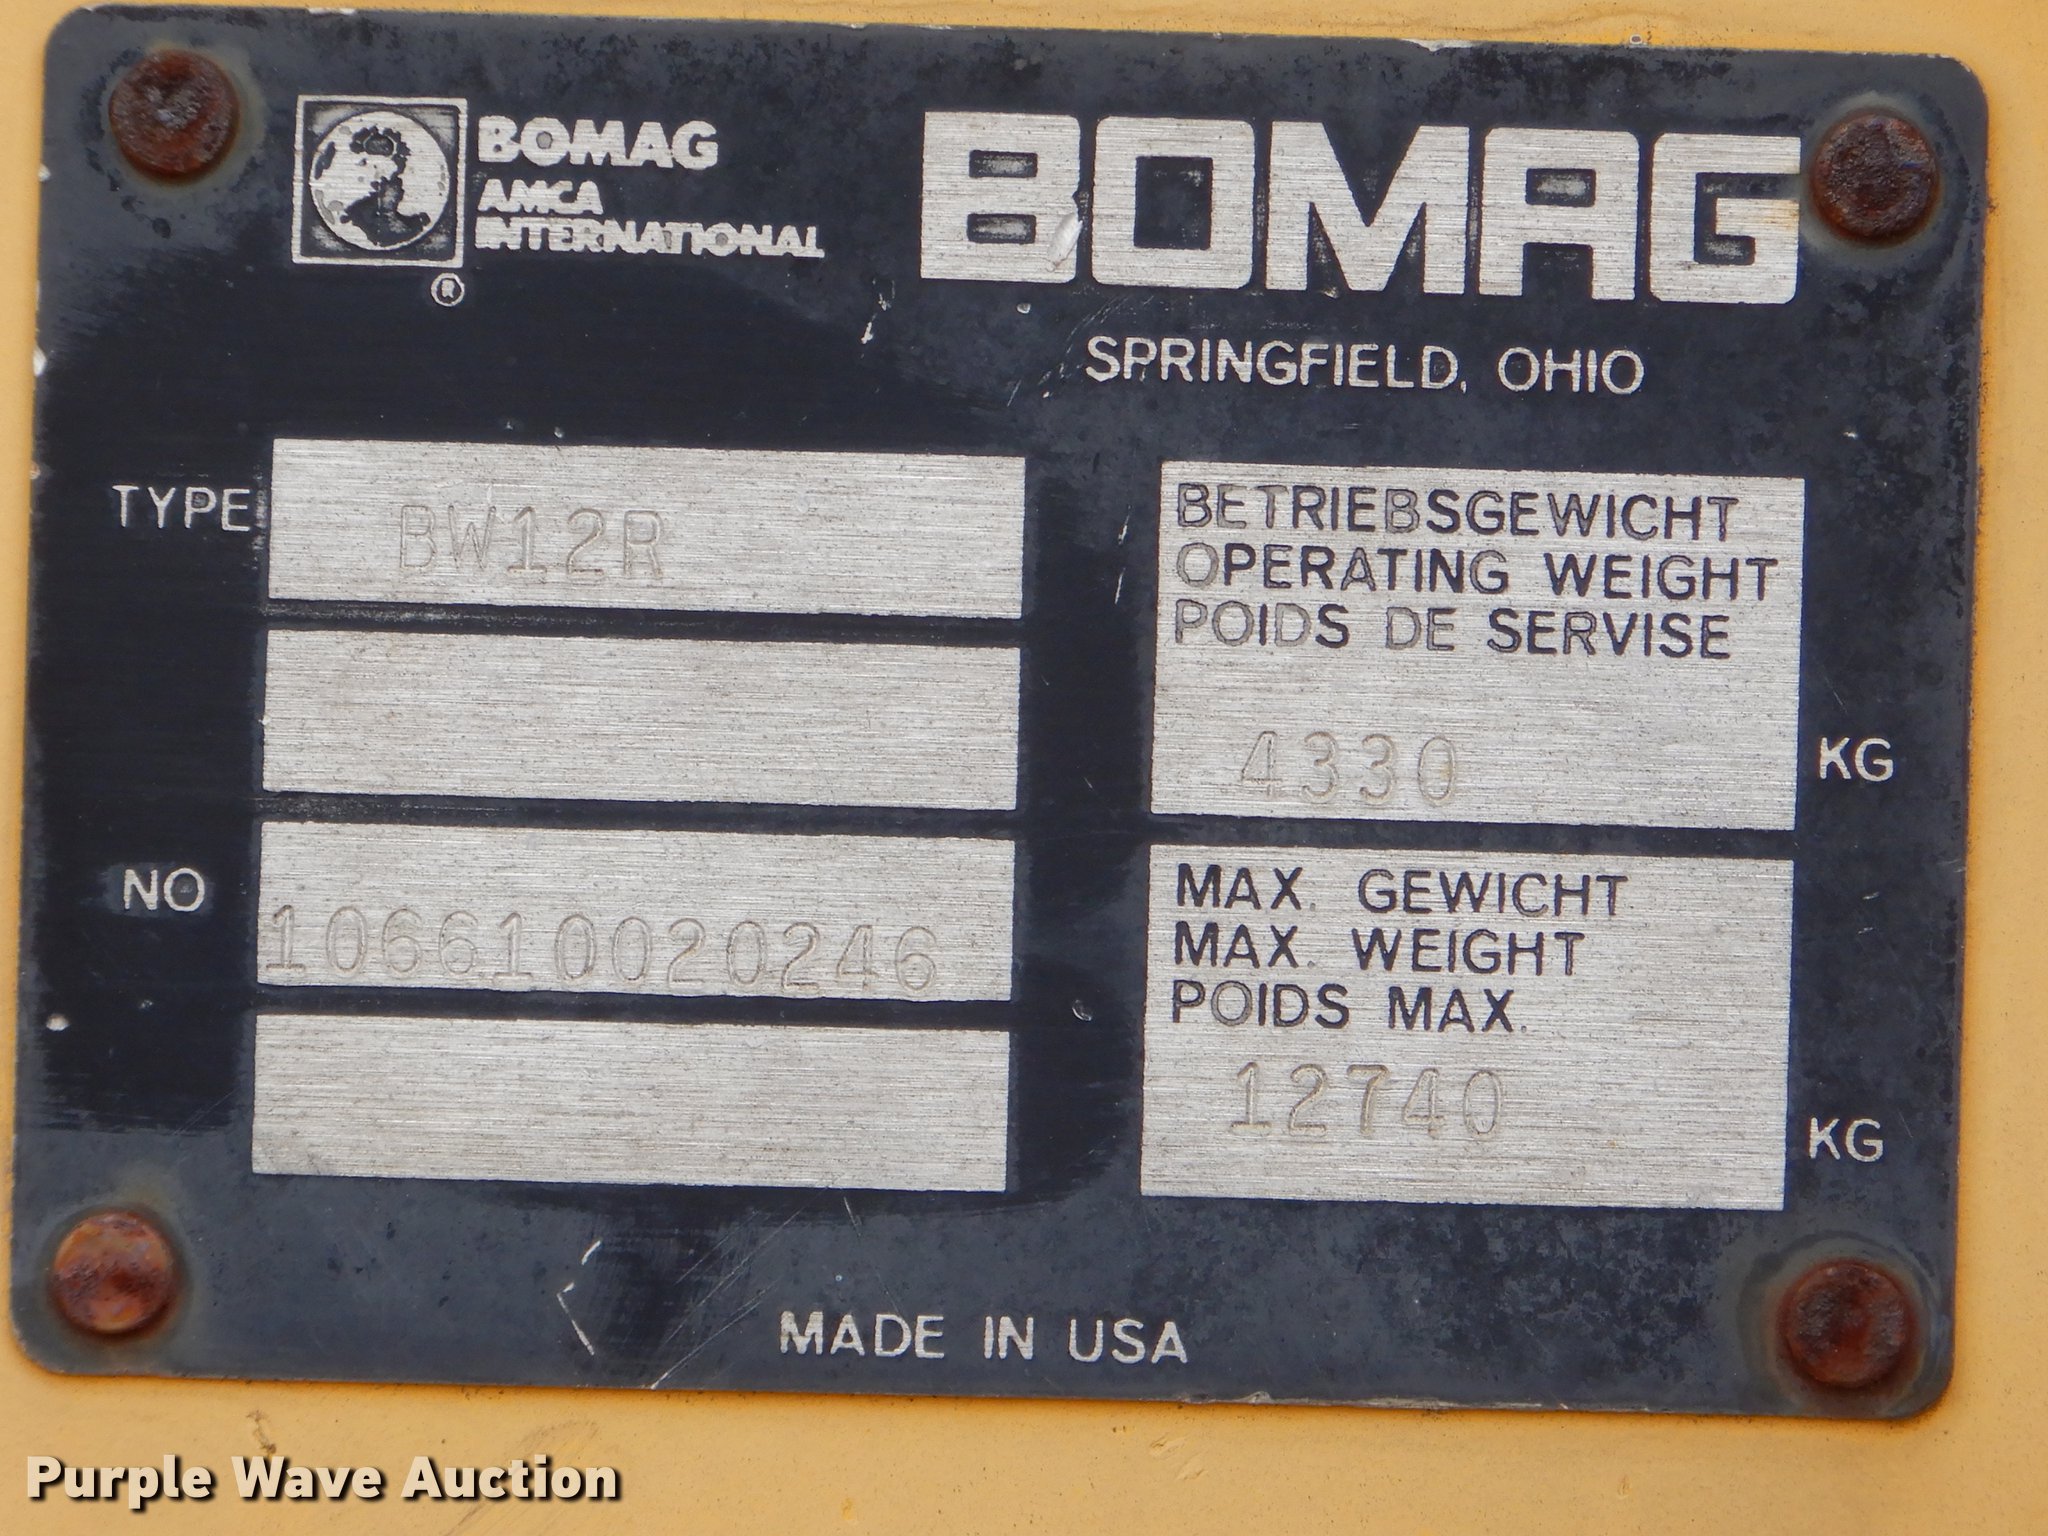 BOMAG
AMCA
INTERNATIONAL
®
BOMAG
SPRINGFIELD, OHIO
TYPE BW12R
NO 106610020246
BETRIEBSGEWICHT
OPERATING WEIGHT
POIDS DE SERVISE
4330 KG
MAX. GEWICHT
MAX. WEIGHT
POIDS MAX.
12740 KG
MADE IN USA
Purple Wave Auction